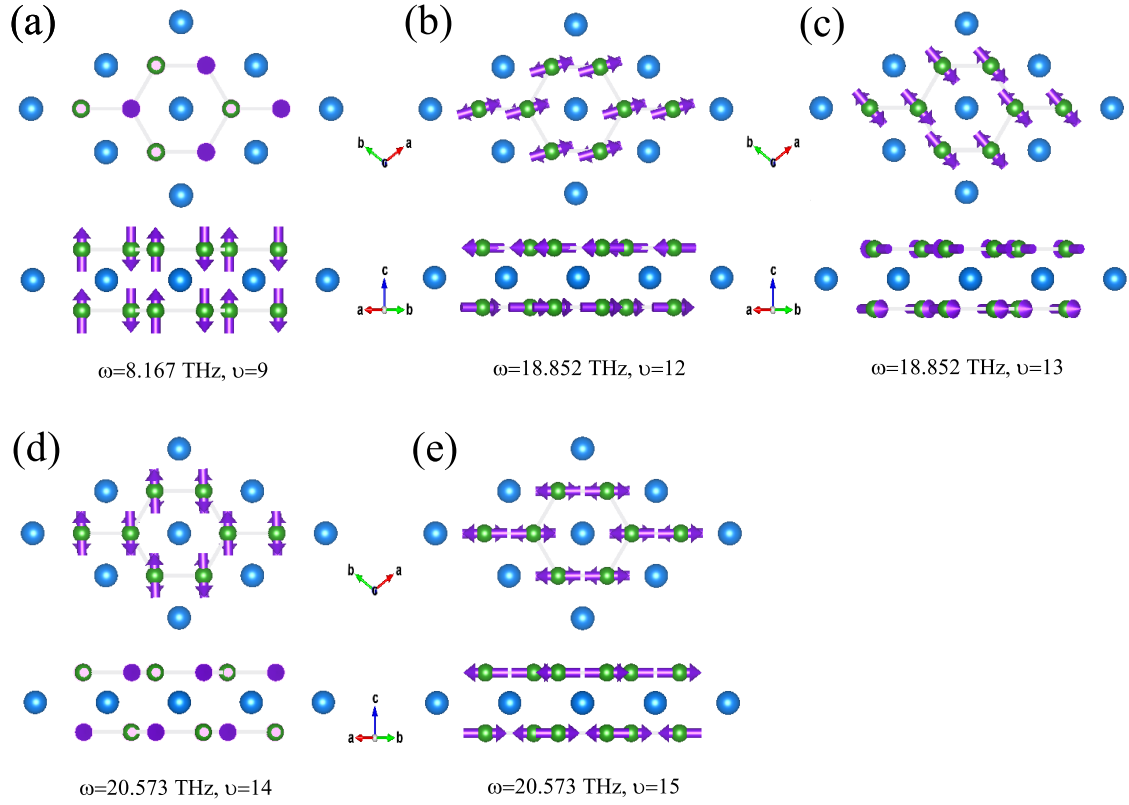 (a)
(b)
(c)
b a
c
b a
c
c
a b
c
a b
ω=8.167 THz, υ=9
ω=18.852 THz, υ=12
ω=18.852 THz, υ=13
(d)
(e)
b a
c
c
a b
ω=20.573 THz, υ=14
ω=20.573 THz, υ=15